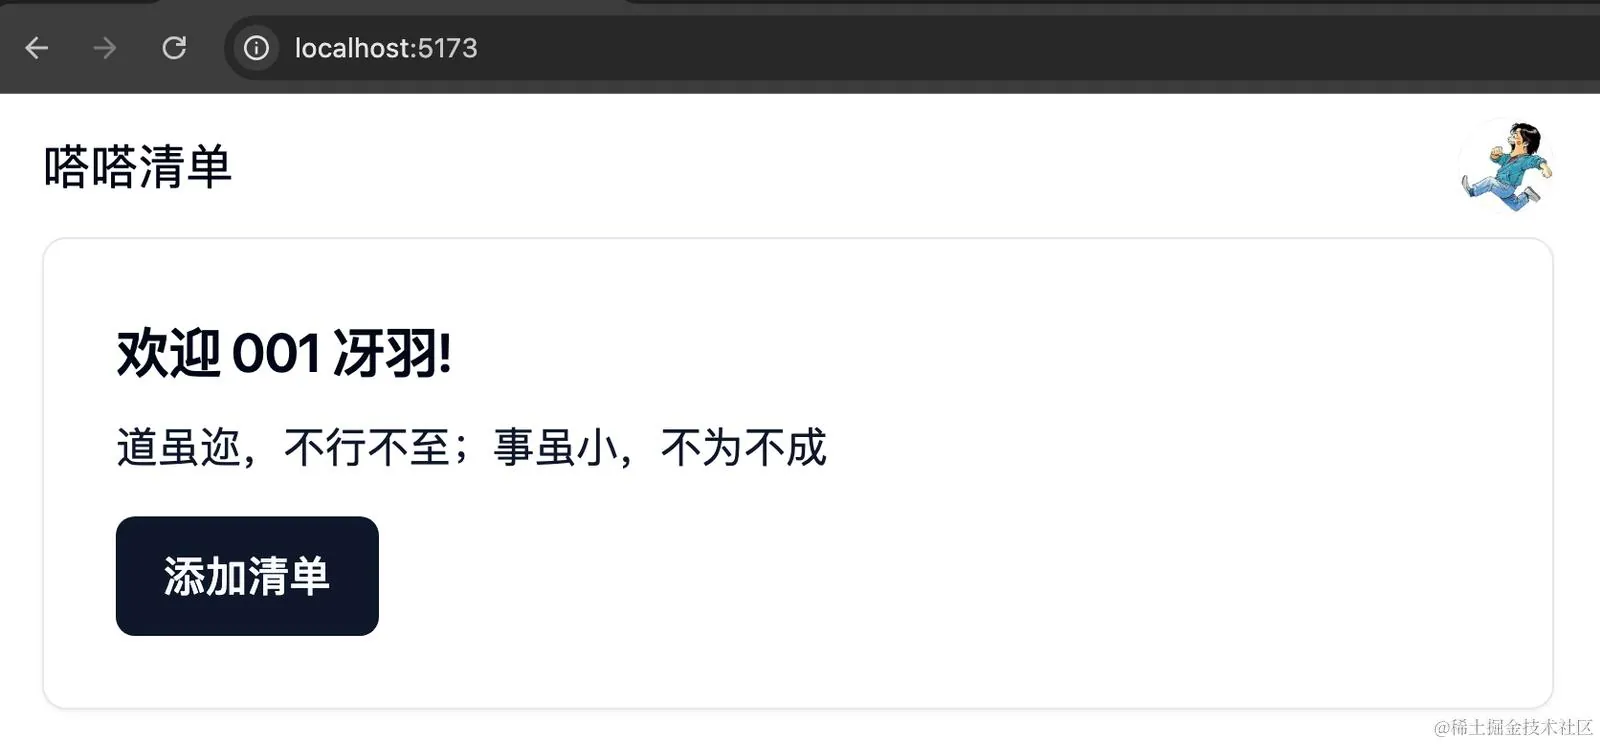 localhost:5173
嗒嗒清单
欢迎 001 冴羽!
道虽迩，不行不至；事虽小，不为不成
添加清单
@稀土掘金技术社区